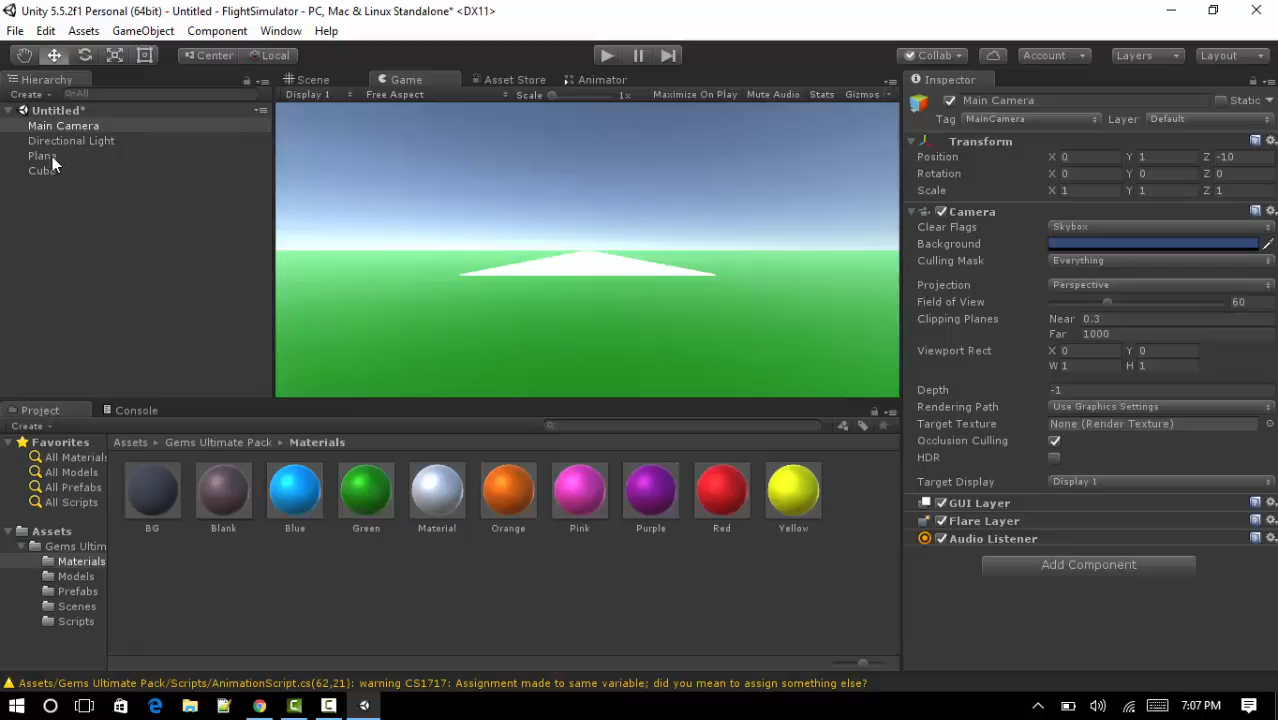 Unity 5.5.2f1 Personal (64bit) - Untitled - FlightSimulator - PC, Mac & Linux Standalone* <DX11>
File Edit Assets GameObject Component Window Help
Center Local Collab Account Layers Layout
Hierarchy Scene Game Asset Store Animator Inspector
Create All Display 1 Free Aspect Scale 1x Maximize On Play Mute Audio Stats Gizmos
Main Camera Static
Untitled*
Tag MainCamera Layer Default
Main Camera
Directional Light
Transform
Plane
Position X 0 Y 1 Z -10
Cube
Rotation X 0 Y 0 Z 0
Scale X 1 Y 1 Z 1
Camera
Clear Flags Skybox
Background
Culling Mask Everything
Projection Perspective
Field of View 60
Clipping Planes Near 0.3
Far 1000
Viewport Rect X 0 Y 0
W 1 H 1
Depth -1
Rendering Path Use Graphics Settings
Target Texture None (Render Texture)
Occlusion Culling
HDR
Target Display Display 1
GUI Layer
Flare Layer
Audio Listener
Add Component
Project Console
Create
Favorites
All Materials
All Models
All Prefabs
All Scripts
Assets
Gems Ultim
Materials
Models
Prefabs
Scenes
Scripts
Assets Gems Ultimate Pack Materials
BG Blank Blue Green Material Orange Pink Purple Red Yellow
Assets/Gems Ultimate Pack/Scripts/AnimationScript.cs(62,21): warning CS1717: Assignment made to same variable; did you mean to assign something else?
7:07 PM